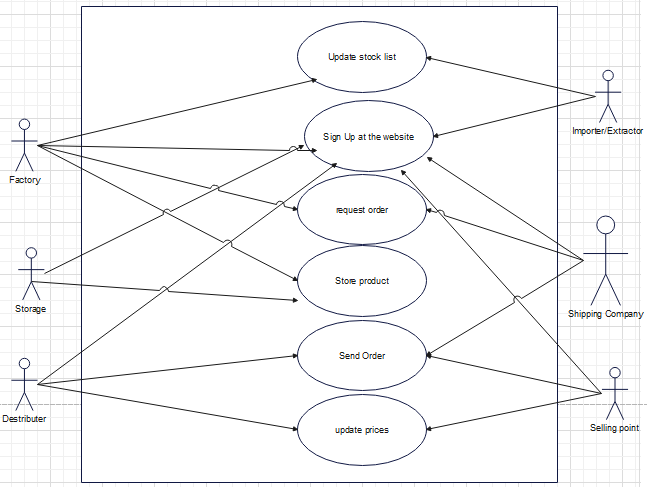 Update stock list
Sign Up at the website
request order
Store product
Send Order
update prices
Factory
Storage
Destributer
Importer/Extractor
Shipping Company
Selling point